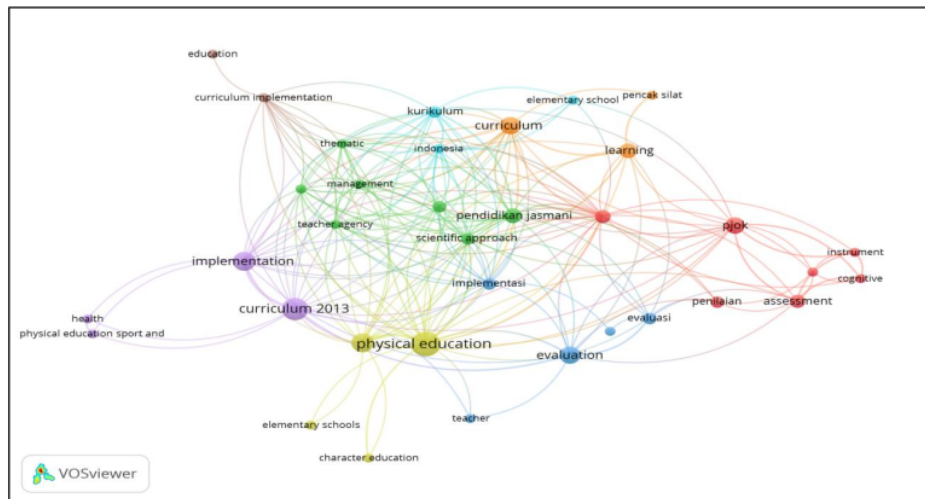 education
curriculum implementation
kurikulum
elementary school
pencak silat
curriculum
thematic
indonesia
learning
management
pendidikan jasmani
teacher agency
pjok
scientific approach
instrument
implementation
cognitive
implementasi
penilaian
assessment
curriculum 2013
health
evaluasi
physical education sport and
physical education
evaluation
teacher
elementary schools
character education
VOSviewer